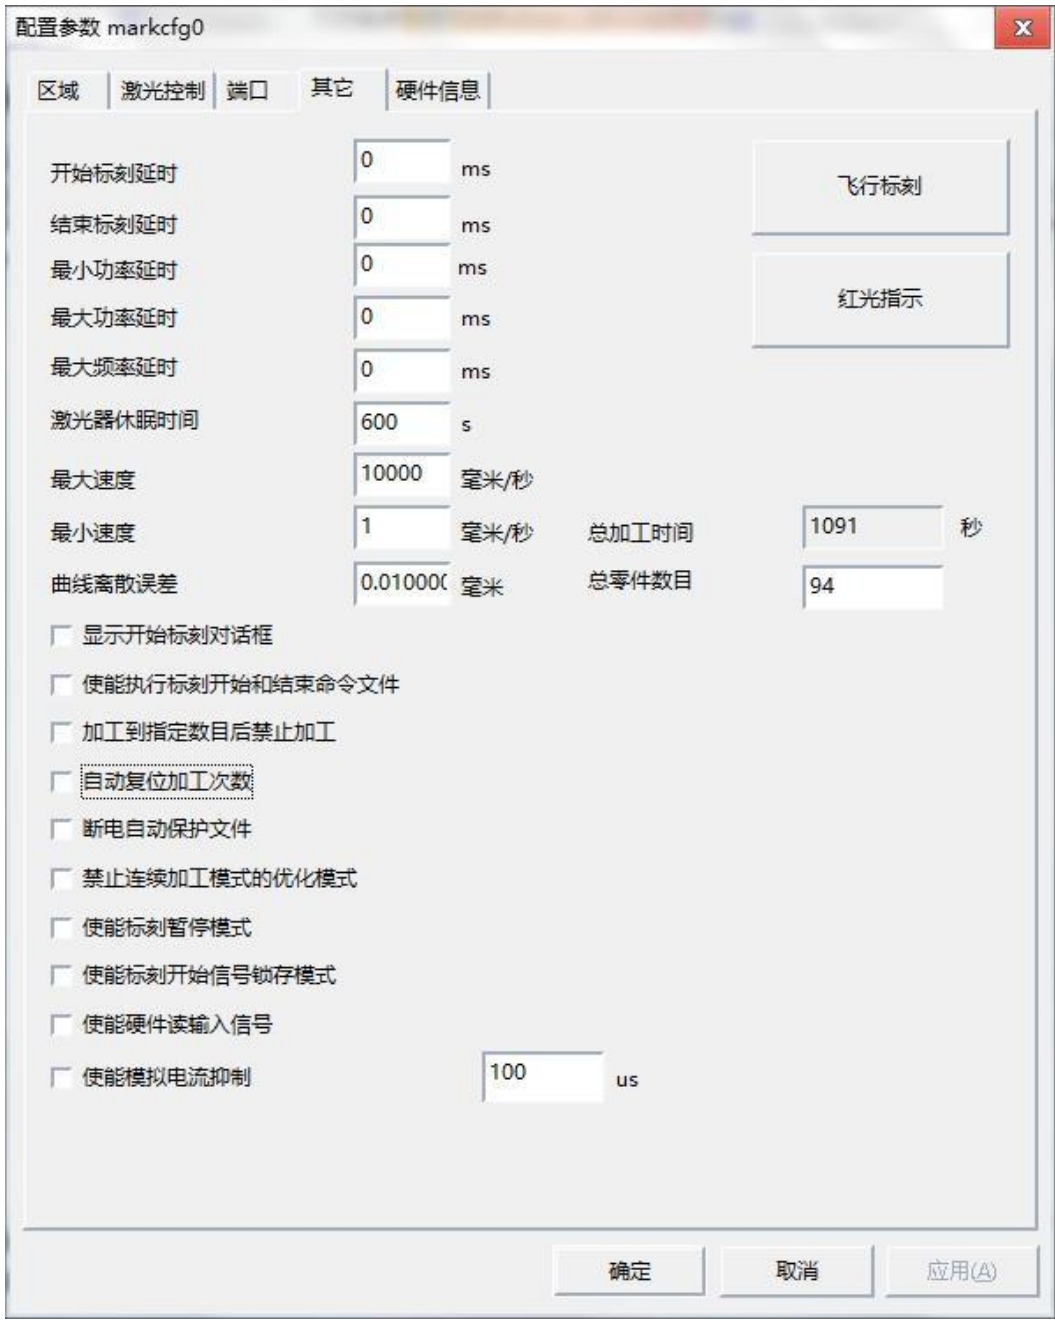 配置参数 markcfg0
区域 激光控制 端口 其它 硬件信息
开始标刻延时 0 ms 飞行标刻
结束标刻延时 0 ms
最小功率延时 0 ms 红光指示
最大功率延时 0 ms
最大频率延时 0 ms
激光器休眠时间 600 s
最大速度 10000 毫米/秒
最小速度 1 毫米/秒 总加工时间 1091 秒
曲线离散误差 0.010000 毫米 总零件数目 94
显示开始标刻对话框
使能执行标刻开始和结束命令文件
加工到指定数目后禁止加工
自动复位加工次数
断电自动保护文件
禁止连续加工模式的优化模式
使能标刻暂停模式
使能标刻开始信号锁存模式
使能硬件读输入信号
使能模拟电流抑制 100 us
确定 取消 应用(A)